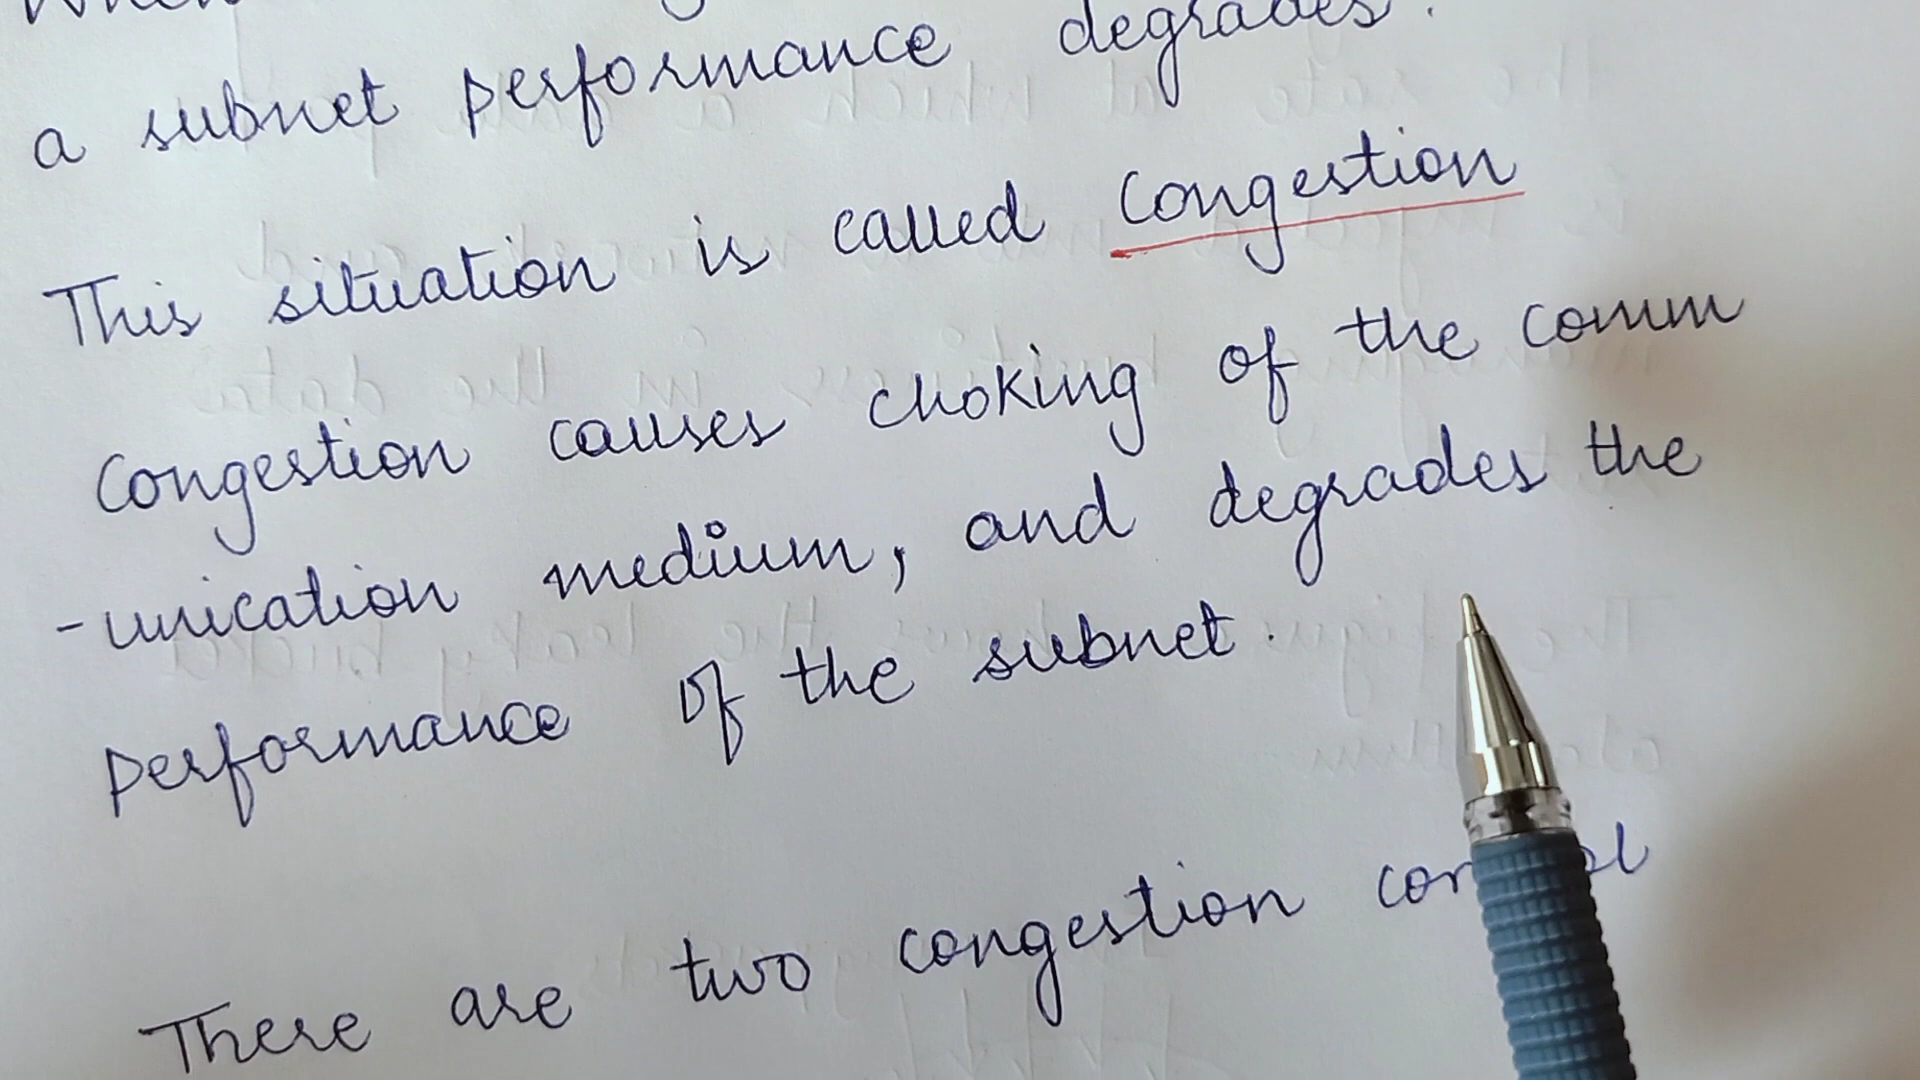 a subnet performance degrades.
This situation is called Congestion
Congestion causes choking of the comm
-unication medium, and degrades the
performance of the subnet.
There are two congestion